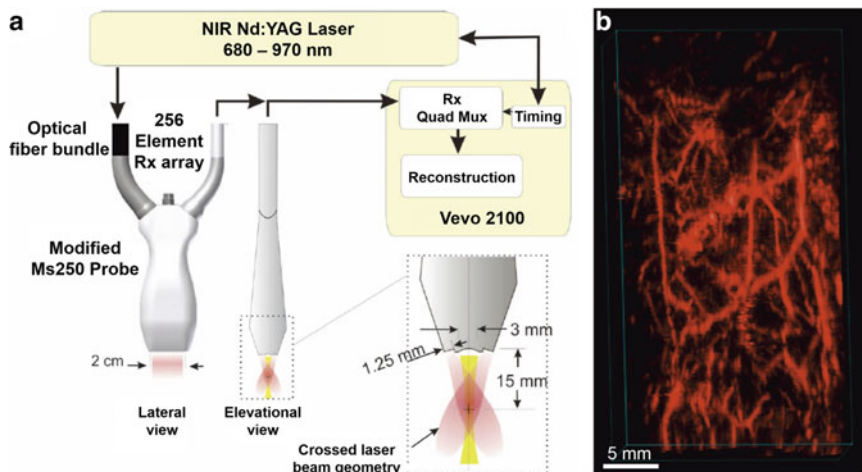 a
NIR Nd:YAG Laser
680 – 970 nm
Optical
fiber bundle
256
Element
Rx array
Rx
Quad Mux
Timing
Reconstruction
Vevo 2100
Modified
Ms250 Probe
2 cm
Lateral
view
Elevational
view
3 mm
1.25 mm
15 mm
Crossed laser
beam geometry
b
5 mm